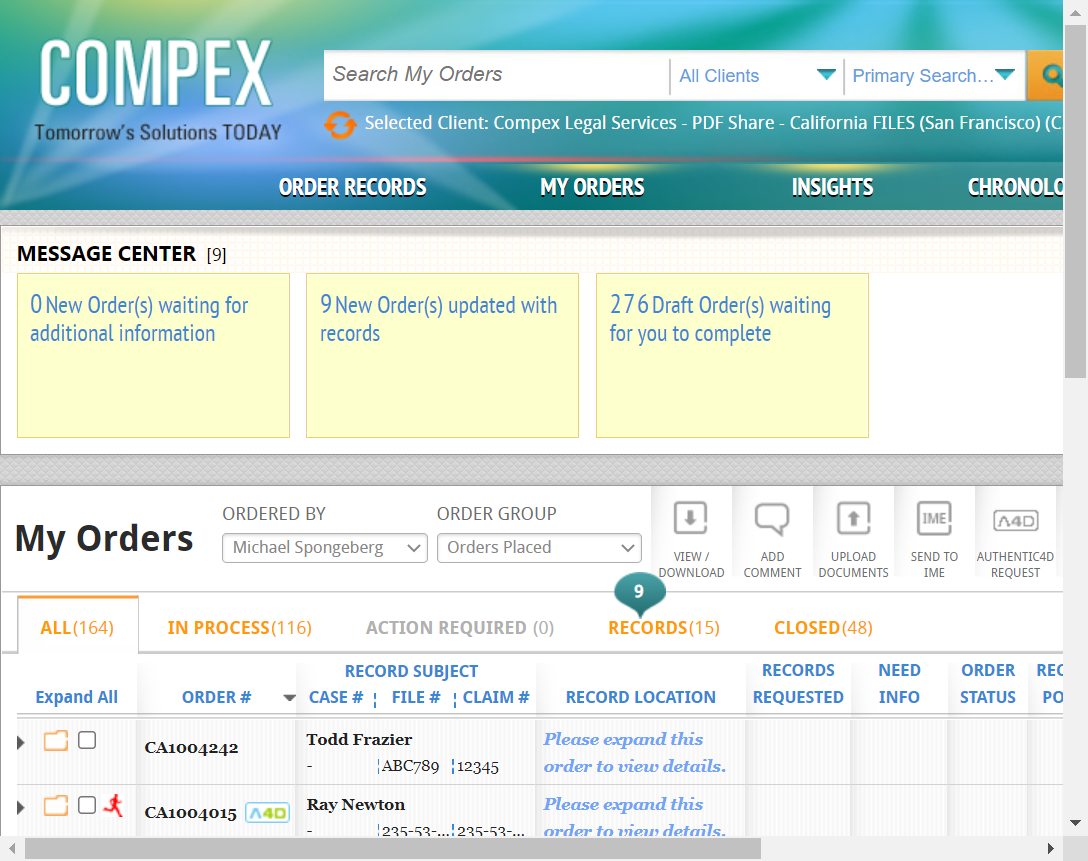 COMPEX
Tomorrow's Solutions TODAY
Search My Orders
All Clients
Primary Search...
Selected Client: Compex Legal Services - PDF Share - California FILES (San Francisco) (C
ORDER RECORDS
MY ORDERS
INSIGHTS
CHRONOLO
MESSAGE CENTER [9]
0 New Order(s) waiting for
additional information
9 New Order(s) updated with
records
276 Draft Order(s) waiting
for you to complete
My Orders
ORDERED BY
Michael Spongeberg
ORDER GROUP
Orders Placed
VIEW /
DOWNLOAD
ADD
COMMENT
UPLOAD
DOCUMENTS
IME
SEND TO
IME
A4D
AUTHENTIC4D
REQUEST
9
ALL(164)
IN PROCESS(116)
ACTION REQUIRED (0)
RECORDS(15)
CLOSED(48)
Expand All
ORDER #
RECORD SUBJECT
CASE # ¦ FILE # ¦ CLAIM #
RECORD LOCATION
RECORDS
REQUESTED
NEED
INFO
ORDER
STATUS
REC
PO
CA1004242
Todd Frazier
- ¦ABC789 ¦12345
Please expand this
order to view details.
CA1004015 A4D
Ray Newton
- ¦235-53-... ¦235-53-...
Please expand this
order to view details.